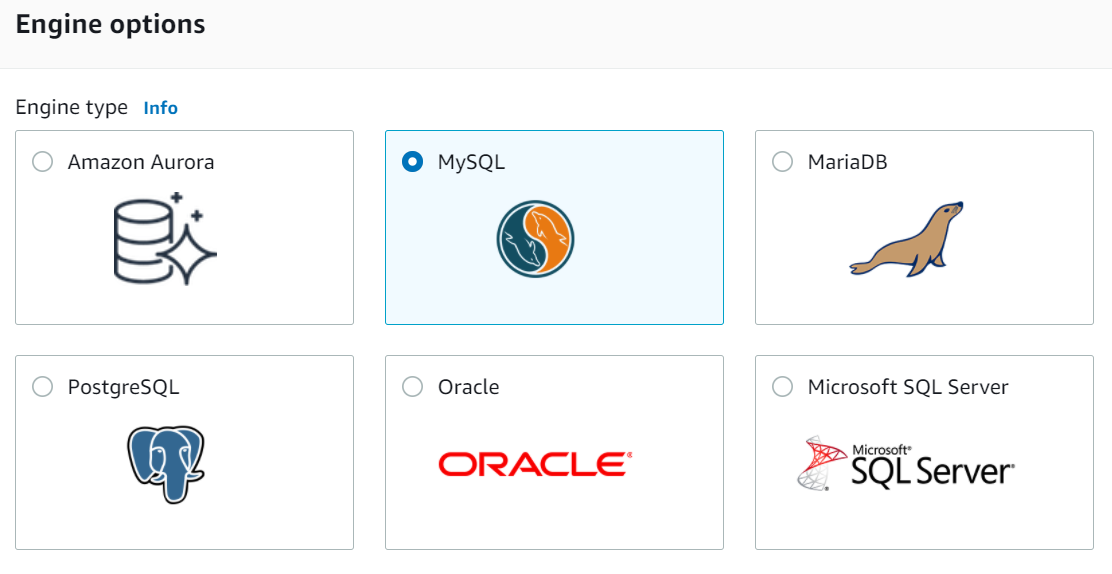 Engine options
Engine type Info
Amazon Aurora
MySQL
MariaDB
PostgreSQL
Oracle
ORACLE®
Microsoft SQL Server
Microsoft®
SQL Server®